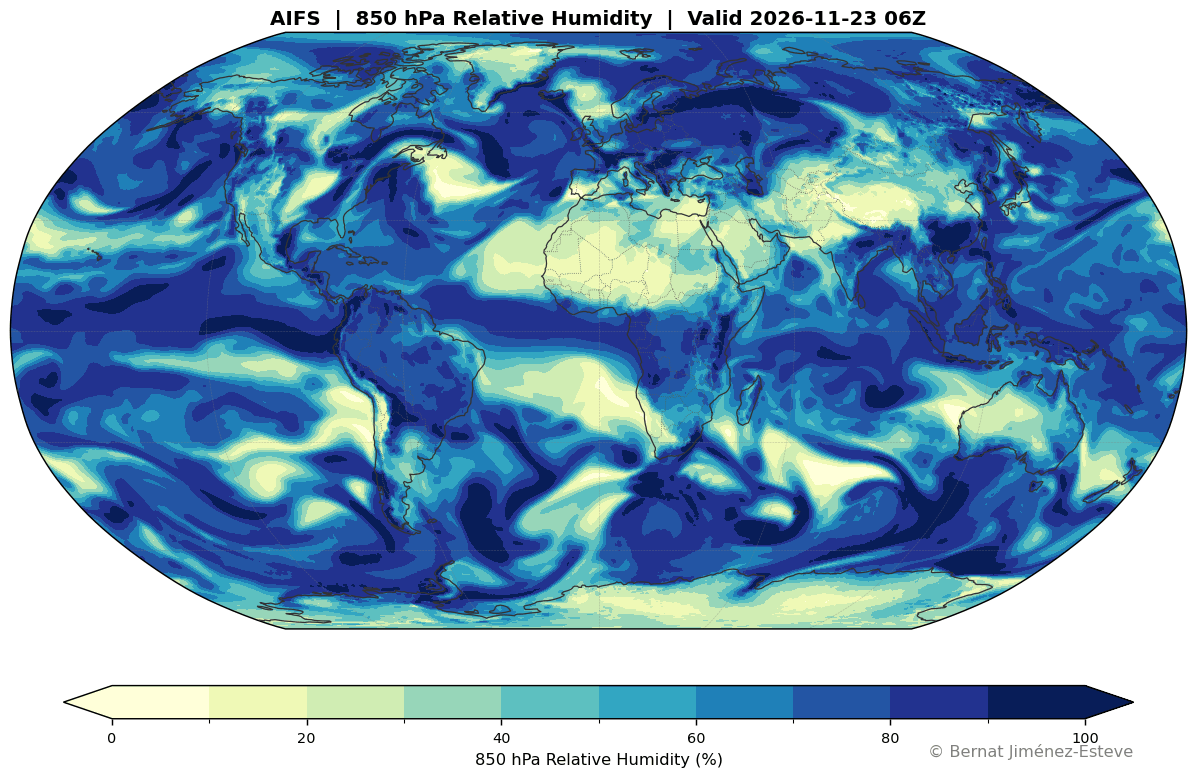 AIFS | 850 hPa Relative Humidity | Valid 2026-11-23 06Z
0 20 40 60 80 100
850 hPa Relative Humidity (%)
© Bernat Jiménez-Esteve